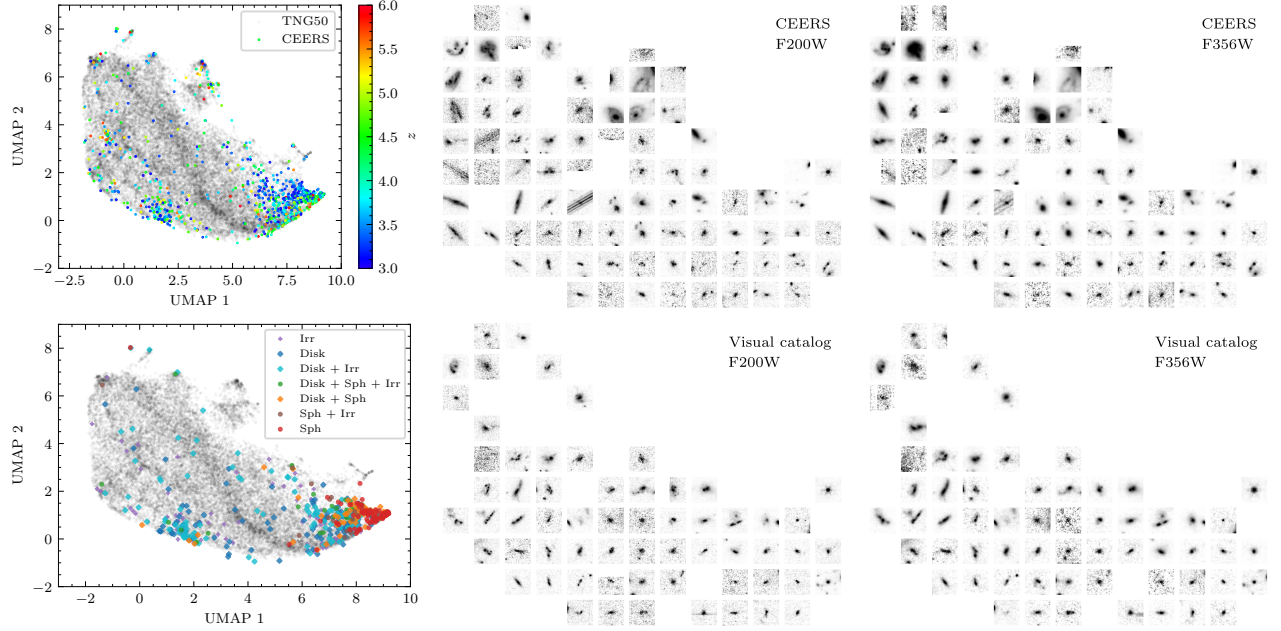 8
6
4
2
0
−2
UMAP 2
−2.5
0.0
2.5
5.0
7.5
10.0
UMAP 1
TNG50
CEERS
6.0
5.5
5.0
4.5
4.0
3.5
3.0
z
CEERS
F200W
CEERS
F356W
8
6
4
2
0
−2
UMAP 2
−2
0
2
4
6
8
10
UMAP 1
Irr
Disk
Disk + Irr
Disk + Sph + Irr
Disk + Sph
Sph + Irr
Sph
Visual catalog
F200W
Visual catalog
F356W